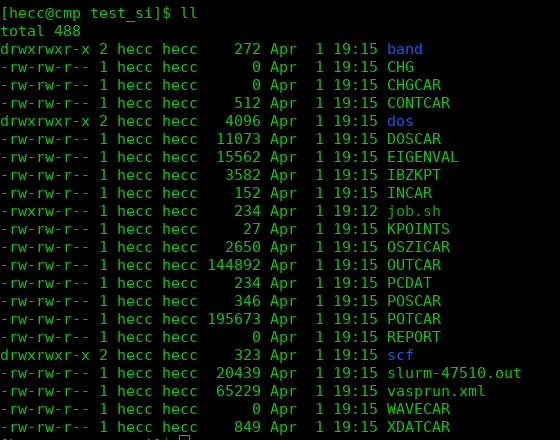 [hecc@cmp test_si]$ ll
total 488
drwxrwxr-x 2 hecc hecc    272 Apr  1 19:15 band
-rw-rw-r-- 1 hecc hecc      0 Apr  1 19:15 CHG
-rw-rw-r-- 1 hecc hecc      0 Apr  1 19:15 CHGCAR
-rw-rw-r-- 1 hecc hecc    512 Apr  1 19:15 CONTCAR
drwxrwxr-x 2 hecc hecc   4096 Apr  1 19:15 dos
-rw-rw-r-- 1 hecc hecc  11073 Apr  1 19:15 DOSCAR
-rw-rw-r-- 1 hecc hecc  15562 Apr  1 19:15 EIGENVAL
-rw-rw-r-- 1 hecc hecc   3582 Apr  1 19:15 IBZKPT
-rw-rw-r-- 1 hecc hecc    152 Apr  1 19:15 INCAR
-rwxrw-r-- 1 hecc hecc    234 Apr  1 19:12 job.sh
-rw-rw-r-- 1 hecc hecc     27 Apr  1 19:15 KPOINTS
-rw-rw-r-- 1 hecc hecc   2650 Apr  1 19:15 OSZICAR
-rw-rw-r-- 1 hecc hecc 144892 Apr  1 19:15 OUTCAR
-rw-rw-r-- 1 hecc hecc    234 Apr  1 19:15 PCDAT
-rw-rw-r-- 1 hecc hecc    346 Apr  1 19:15 POSCAR
-rw-rw-r-- 1 hecc hecc 195673 Apr  1 19:15 POTCAR
-rw-rw-r-- 1 hecc hecc      0 Apr  1 19:15 REPORT
drwxrwxr-x 2 hecc hecc    323 Apr  1 19:15 scf
-rw-rw-r-- 1 hecc hecc  20439 Apr  1 19:15 slurm-47510.out
-rw-rw-r-- 1 hecc hecc  65229 Apr  1 19:15 vasprun.xml
-rw-rw-r-- 1 hecc hecc      0 Apr  1 19:15 WAVECAR
-rw-rw-r-- 1 hecc hecc    849 Apr  1 19:15 XDATCAR